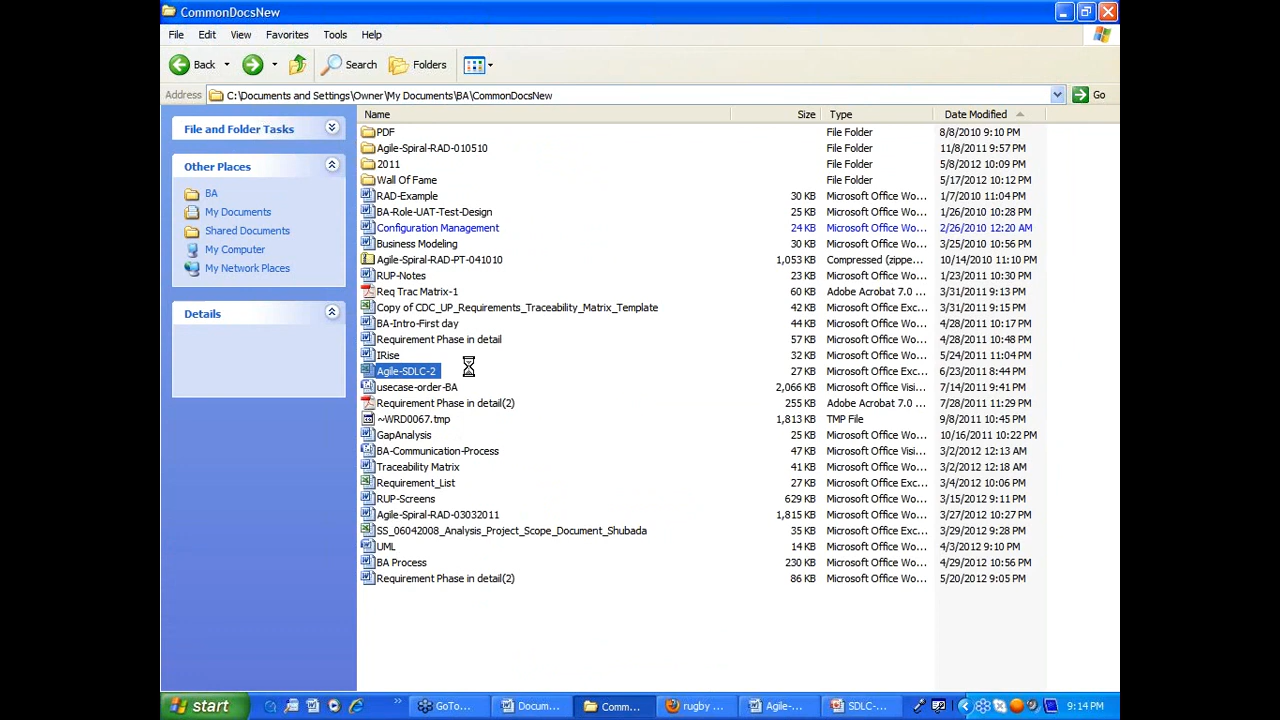 CommonDocsNew
File Edit View Favorites Tools Help
Back Search Folders
Address C:\Documents and Settings\Owner\My Documents\BA\CommonDocsNew Go
File and Folder Tasks
Other Places
BA
My Documents
Shared Documents
My Computer
My Network Places
Details
Name Size Type Date Modified
PDF File Folder 8/8/2010 9:10 PM
Agile-Spiral-RAD-010510 File Folder 11/8/2011 9:57 PM
2011 File Folder 5/8/2012 10:09 PM
Wall Of Fame File Folder 5/17/2012 10:12 PM
RAD-Example 30 KB Microsoft Office Wo... 1/7/2010 11:04 PM
BA-Role-UAT-Test-Design 25 KB Microsoft Office Wo... 1/26/2010 10:28 PM
Configuration Management 24 KB Microsoft Office Wo... 2/26/2010 12:20 AM
Business Modeling 30 KB Microsoft Office Wo... 3/25/2010 10:56 PM
Agile-Spiral-RAD-PT-041010 1,053 KB Compressed (zippe... 10/14/2010 11:10 PM
RUP-Notes 23 KB Microsoft Office Wo... 1/23/2011 10:30 PM
Req Trac Matrix-1 291 KB Adobe Acrobat 7.0 ... 3/31/2011 9:13 PM
Copy of CDC_UP_Requirements_Traceability_Matrix_Template 42 KB Microsoft Office Exc... 3/31/2011 9:15 PM
BA-Intro-First day 44 KB Microsoft Office Wo... 4/28/2011 10:17 PM
Requirement Phase in detail 57 KB Microsoft Office Wo... 4/28/2011 10:48 PM
IRise 32 KB Microsoft Office Wo... 5/24/2011 11:04 PM
Agile-SDLC-2 27 KB Microsoft Office Exc... 6/23/2011 8:44 PM
usecase-order-BA 2,066 KB Microsoft Office Visi... 7/14/2011 9:41 PM
Requirement Phase in detail(2) 255 KB Adobe Acrobat 7.0 ... 7/28/2011 11:29 PM
~WRD0067.tmp 1,813 KB TMP File 9/8/2011 10:45 PM
GapAnalysis 25 KB Microsoft Office Wo... 10/16/2011 10:22 PM
BA-Communication-Process 47 KB Microsoft Office Visi... 3/2/2012 12:13 AM
Traceability Matrix 41 KB Microsoft Office Wo... 3/2/2012 12:18 AM
Requirement_List 27 KB Microsoft Office Exc... 3/4/2012 10:06 PM
RUP-Screens 629 KB Microsoft Office Wo... 3/15/2012 9:11 PM
Agile-Spiral-RAD-03032011 1,815 KB Microsoft Office Wo... 3/27/2012 10:27 PM
SS_06042008_Analysis_Project_Scope_Document_Shubada 35 KB Microsoft Office Exc... 3/29/2012 9:28 PM
UML 14 KB Microsoft Office Wo... 4/3/2012 9:10 PM
BA Process 230 KB Microsoft Office Wo... 4/29/2012 10:56 PM
Requirement Phase in detail(2) 86 KB Microsoft Office Wo... 5/20/2012 9:05 PM
start GoTo... Docum... Comm... rugby ... Agile-... SDLC-... 9:14 PM